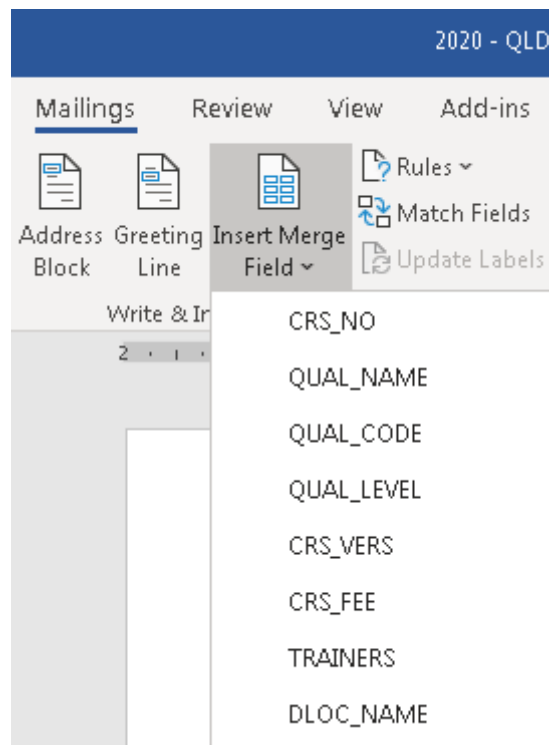 2020 - QLD
Mailings Review View Add-ins
Address Block
Greeting Line
Insert Merge Field
Rules
Match Fields
Update Labels
Write & In
2
CRS_NO
QUAL_NAME
QUAL_CODE
QUAL_LEVEL
CRS_VERS
CRS_FEE
TRAINERS
DLOC_NAME